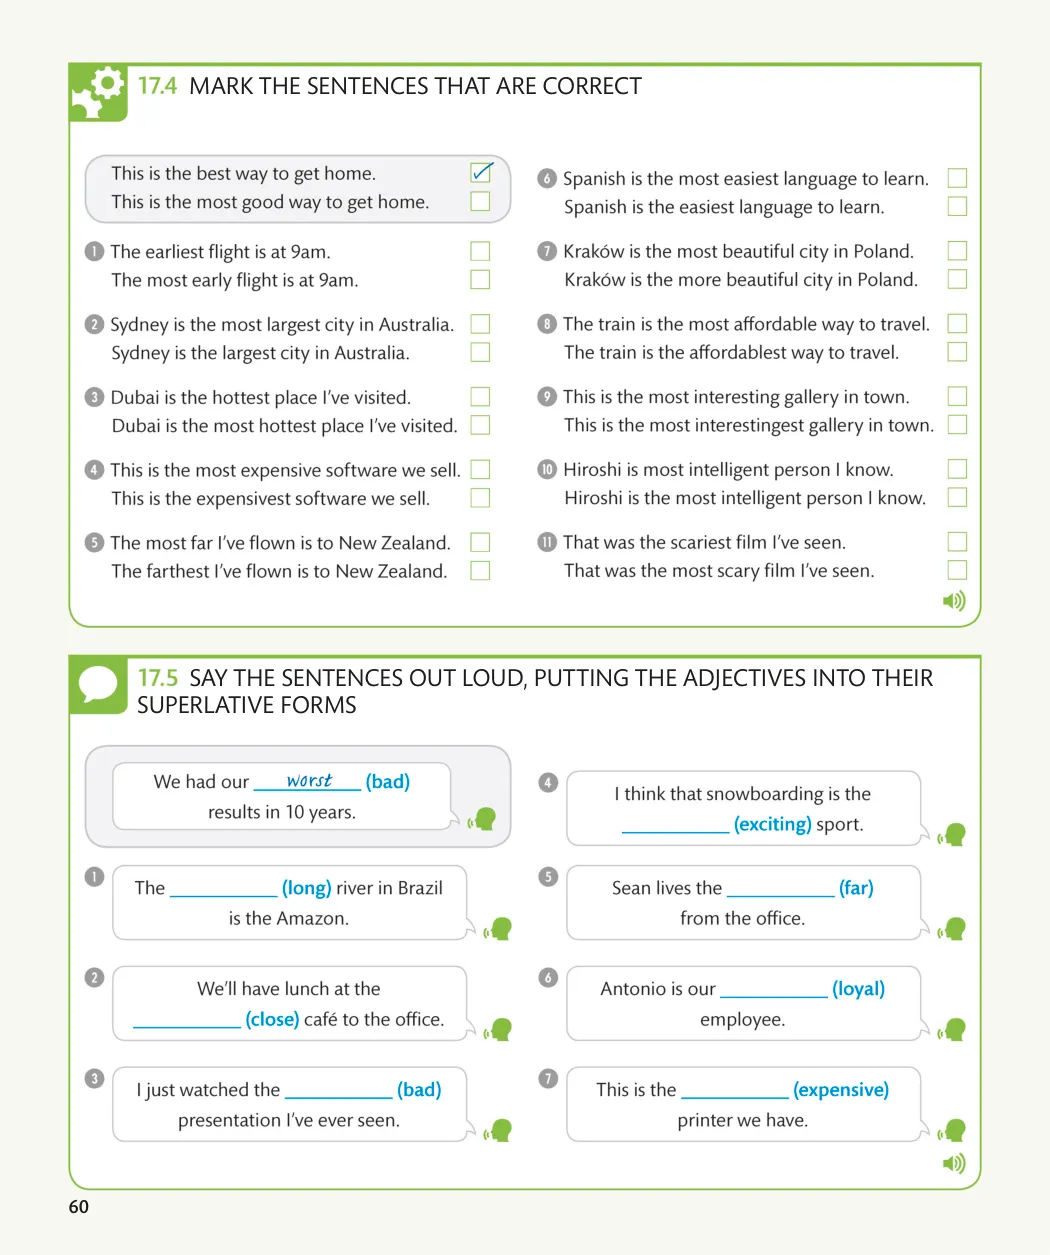 17.4 MARK THE SENTENCES THAT ARE CORRECT
This is the best way to get home.
This is the most good way to get home.
1 The earliest flight is at 9am.
The most early flight is at 9am.
2 Sydney is the most largest city in Australia.
Sydney is the largest city in Australia.
3 Dubai is the hottest place I’ve visited.
Dubai is the most hottest place I’ve visited.
4 This is the most expensive software we sell.
This is the expensivest software we sell.
5 The most far I’ve flown is to New Zealand.
The farthest I’ve flown is to New Zealand.
6 Spanish is the most easiest language to learn.
Spanish is the easiest language to learn.
7 Kraków is the most beautiful city in Poland.
Kraków is the more beautiful city in Poland.
8 The train is the most affordable way to travel.
The train is the affordablest way to travel.
9 This is the most interesting gallery in town.
This is the most interestingest gallery in town.
10 Hiroshi is most intelligent person I know.
Hiroshi is the most intelligent person I know.
11 That was the scariest film I’ve seen.
That was the most scary film I’ve seen.
17.5 SAY THE SENTENCES OUT LOUD, PUTTING THE ADJECTIVES INTO THEIR
SUPERLATIVE FORMS
We had our worst (bad)
results in 10 years.
1 The ___________ (long) river in Brazil
is the Amazon.
2 We’ll have lunch at the
___________ (close) café to the office.
3 I just watched the ___________ (bad)
presentation I’ve ever seen.
4 I think that snowboarding is the
___________ (exciting) sport.
5 Sean lives the ___________ (far)
from the office.
6 Antonio is our ___________ (loyal)
employee.
7 This is the ___________ (expensive)
printer we have.
60